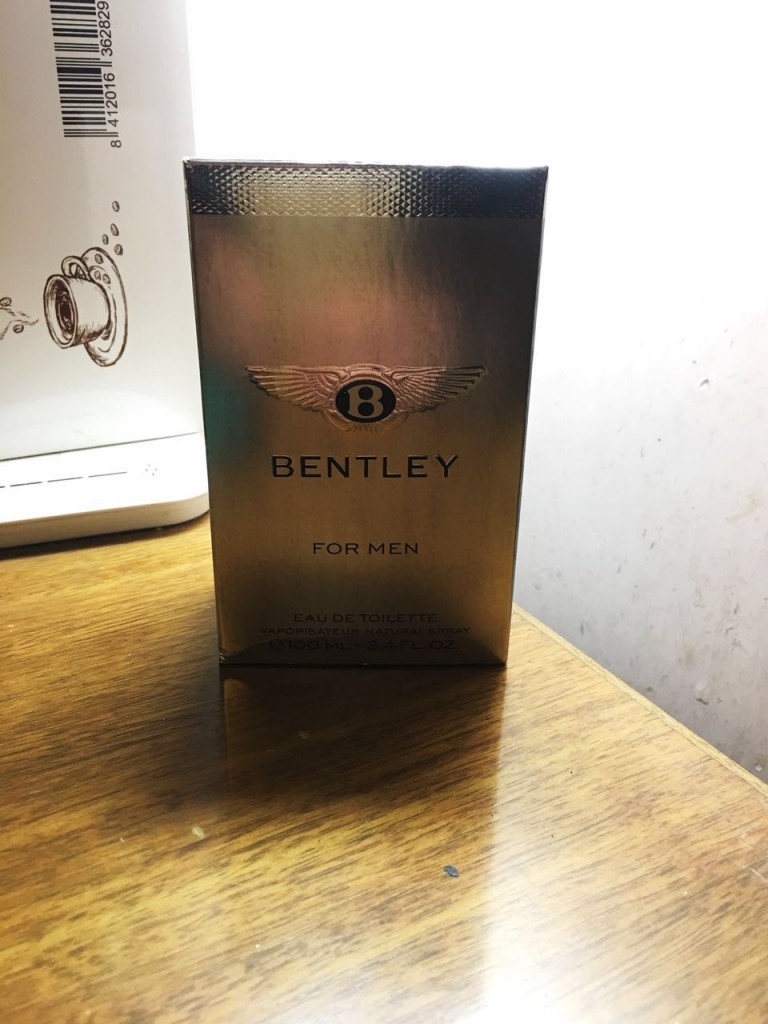 8 412016 362829
B
BENTLEY
FOR MEN
EAU DE TOILETTE
VAPORISATEUR NATURAL SPRAY
℮ 100 ML - 3.4 FL. OZ